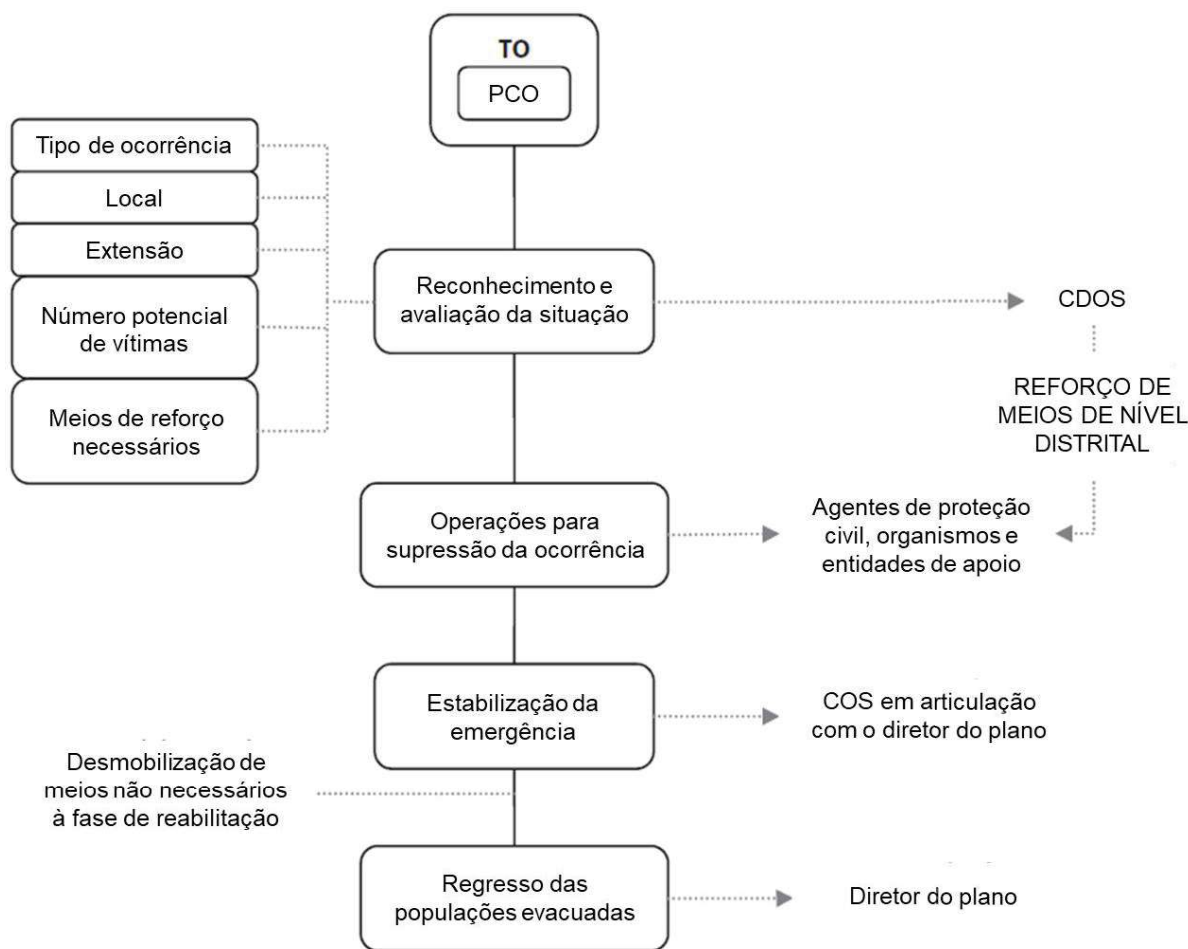 TO
PCO
Tipo de ocorrência
Local
Extensão
Número potencial
de vítimas
Meios de reforço
necessários
Reconhecimento e
avaliação da situação
CDOS
REFORÇO DE
MEIOS DE NÍVEL
DISTRITAL
Operações para
supressão da ocorrência
Agentes de proteção
civil, organismos e
entidades de apoio
Estabilização da
emergência
COS em articulação
com o diretor do plano
Desmobilização de
meios não necessários
à fase de reabilitação
Regresso das
populações evacuadas
Diretor do plano